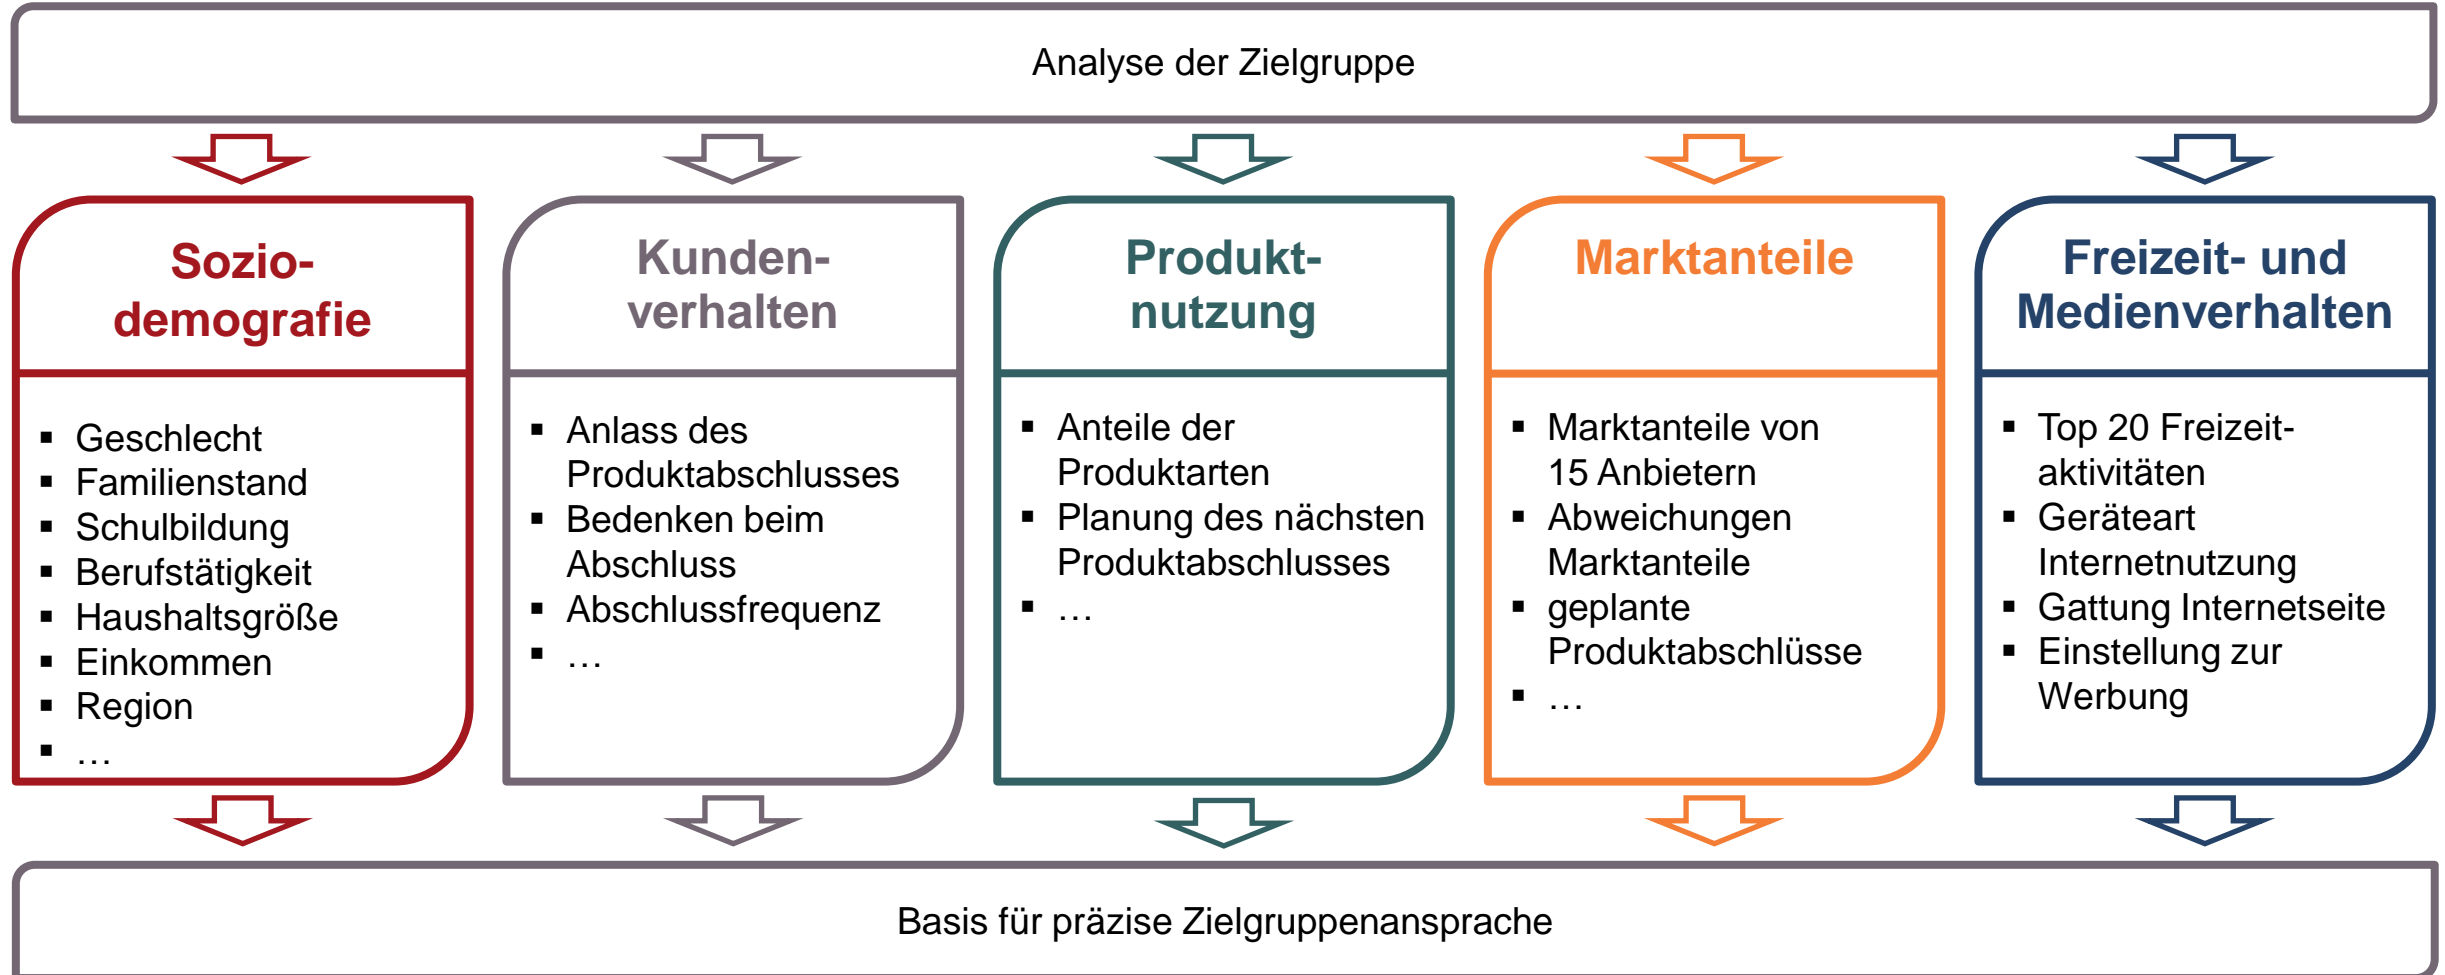 Analyse der Zielgruppe
Sozio-
demografie
Geschlecht
Familienstand
Schulbildung
Berufstätigkeit
Haushaltsgröße
Einkommen
Region
…
Kunden-
verhalten
Anlass des
Produktabschlusses
Bedenken beim
Abschluss
Abschlussfrequenz
…
Produkt-
nutzung
Anteile der
Produktarten
Planung des nächsten
Produktabschlusses
…
Marktanteile
Marktanteile von
15 Anbietern
Abweichungen
Marktanteile
geplante
Produktabschlüsse
…
Freizeit- und
Medienverhalten
Top 20 Freizeit-
aktivitäten
Geräteart
Internetnutzung
Gattung Internetseite
Einstellung zur
Werbung
Basis für präzise Zielgruppenansprache